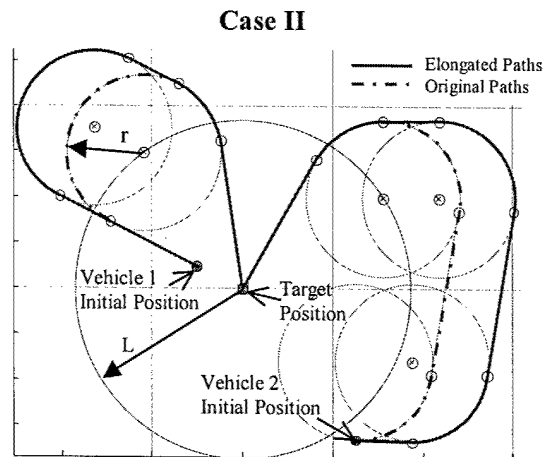 Case II
Elongated Paths
Original Paths
r
Vehicle 1
Initial Position
Target
Position
L
Vehicle 2
Initial Position